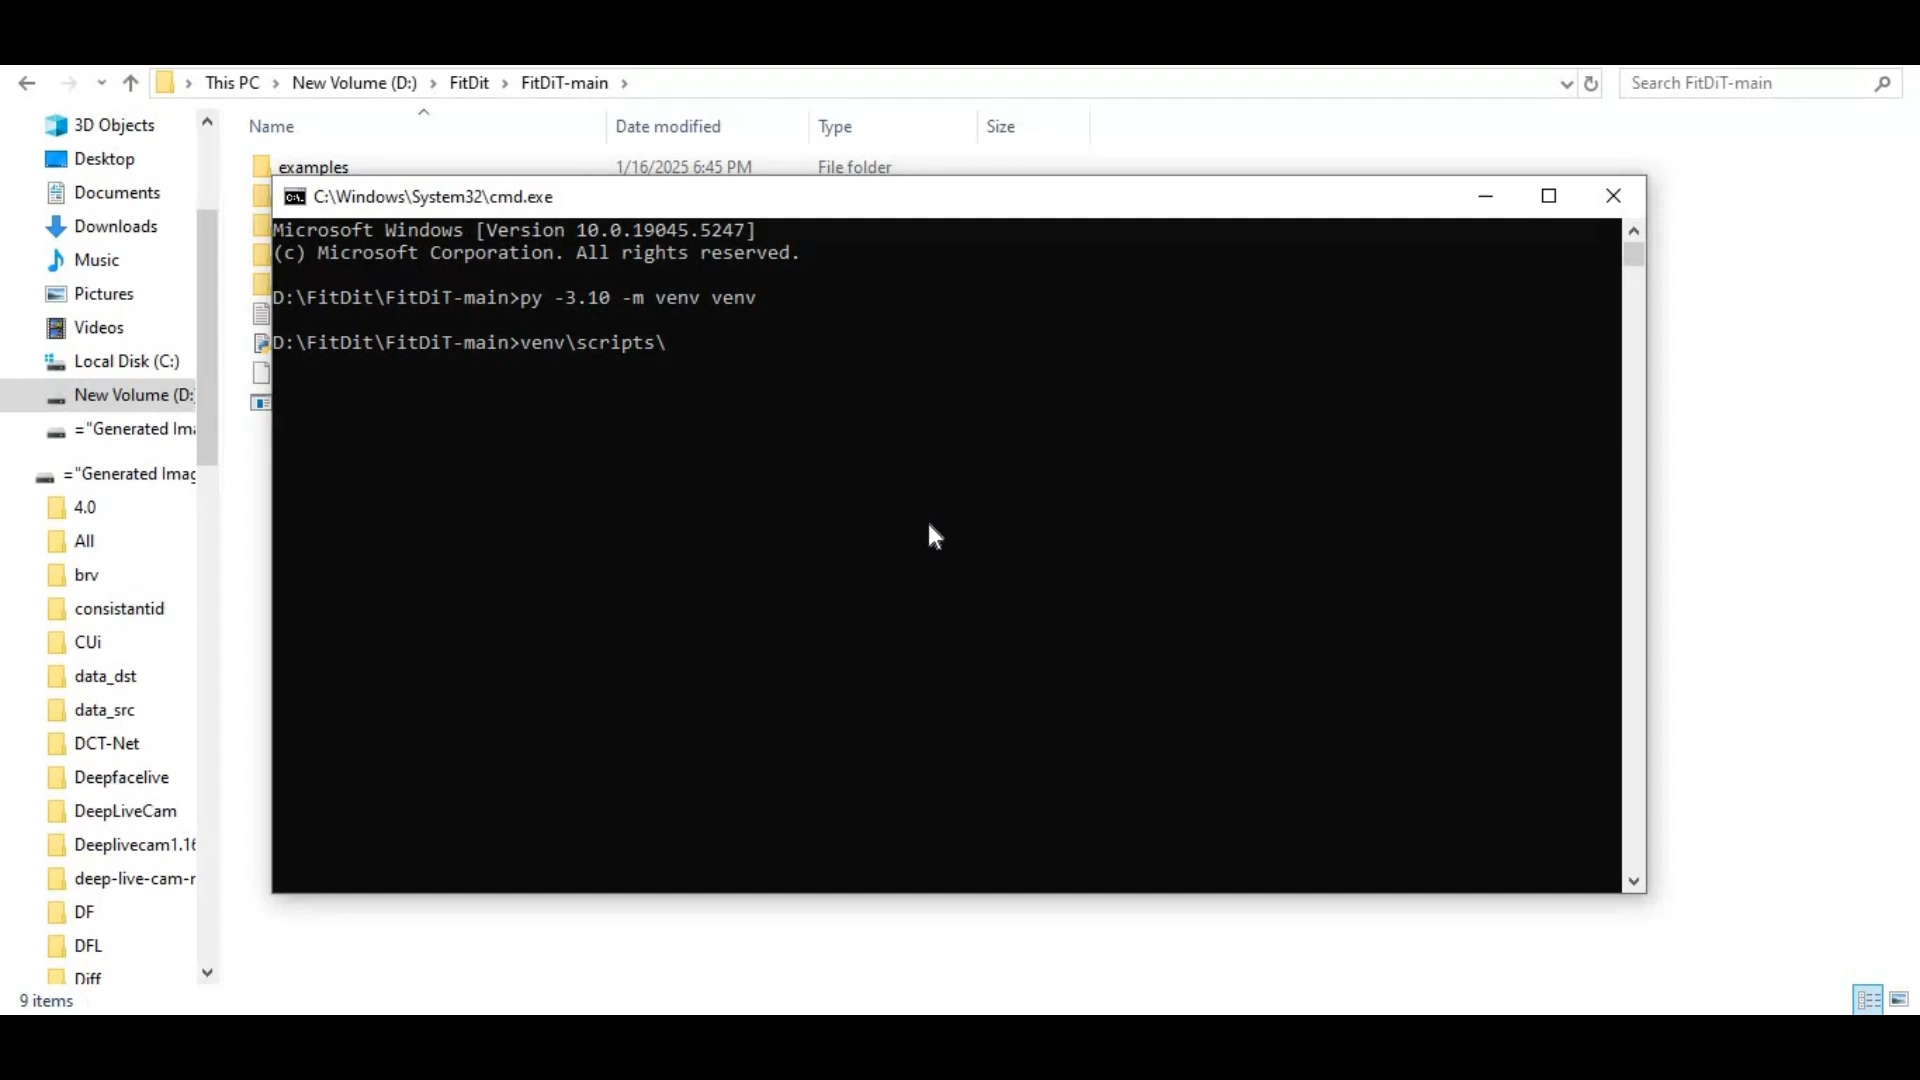 This PC > New Volume (D:) > FitDit > FitDiT-main >
Search FitDiT-main
Name Date modified Type Size
examples 1/16/2025 6:45 PM File folder
3D Objects
Desktop
Documents
Downloads
Music
Pictures
Videos
Local Disk (C:)
New Volume (D:
="Generated Ima
="Generated Imag
4.0
All
brv
consistantid
CUi
data_dst
data_src
DCT-Net
Deepfacelive
DeepLiveCam
Deeplivecam1.16
deep-live-cam-r
DF
DFL
Diff
9 items
C:\Windows\System32\cmd.exe
Microsoft Windows [Version 10.0.19045.5247]
(c) Microsoft Corporation. All rights reserved.
D:\FitDit\FitDiT-main>py -3.10 -m venv venv
D:\FitDit\FitDiT-main>venv\scripts\